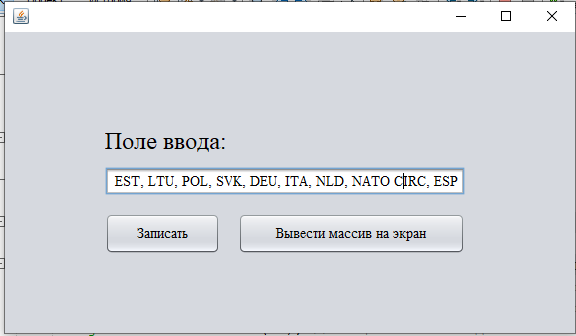 Поле ввода:
EST, LTU, POL, SVK, DEU, ITA, NLD, NATO CIRC, ESP
Записать
Вывести массив на экран